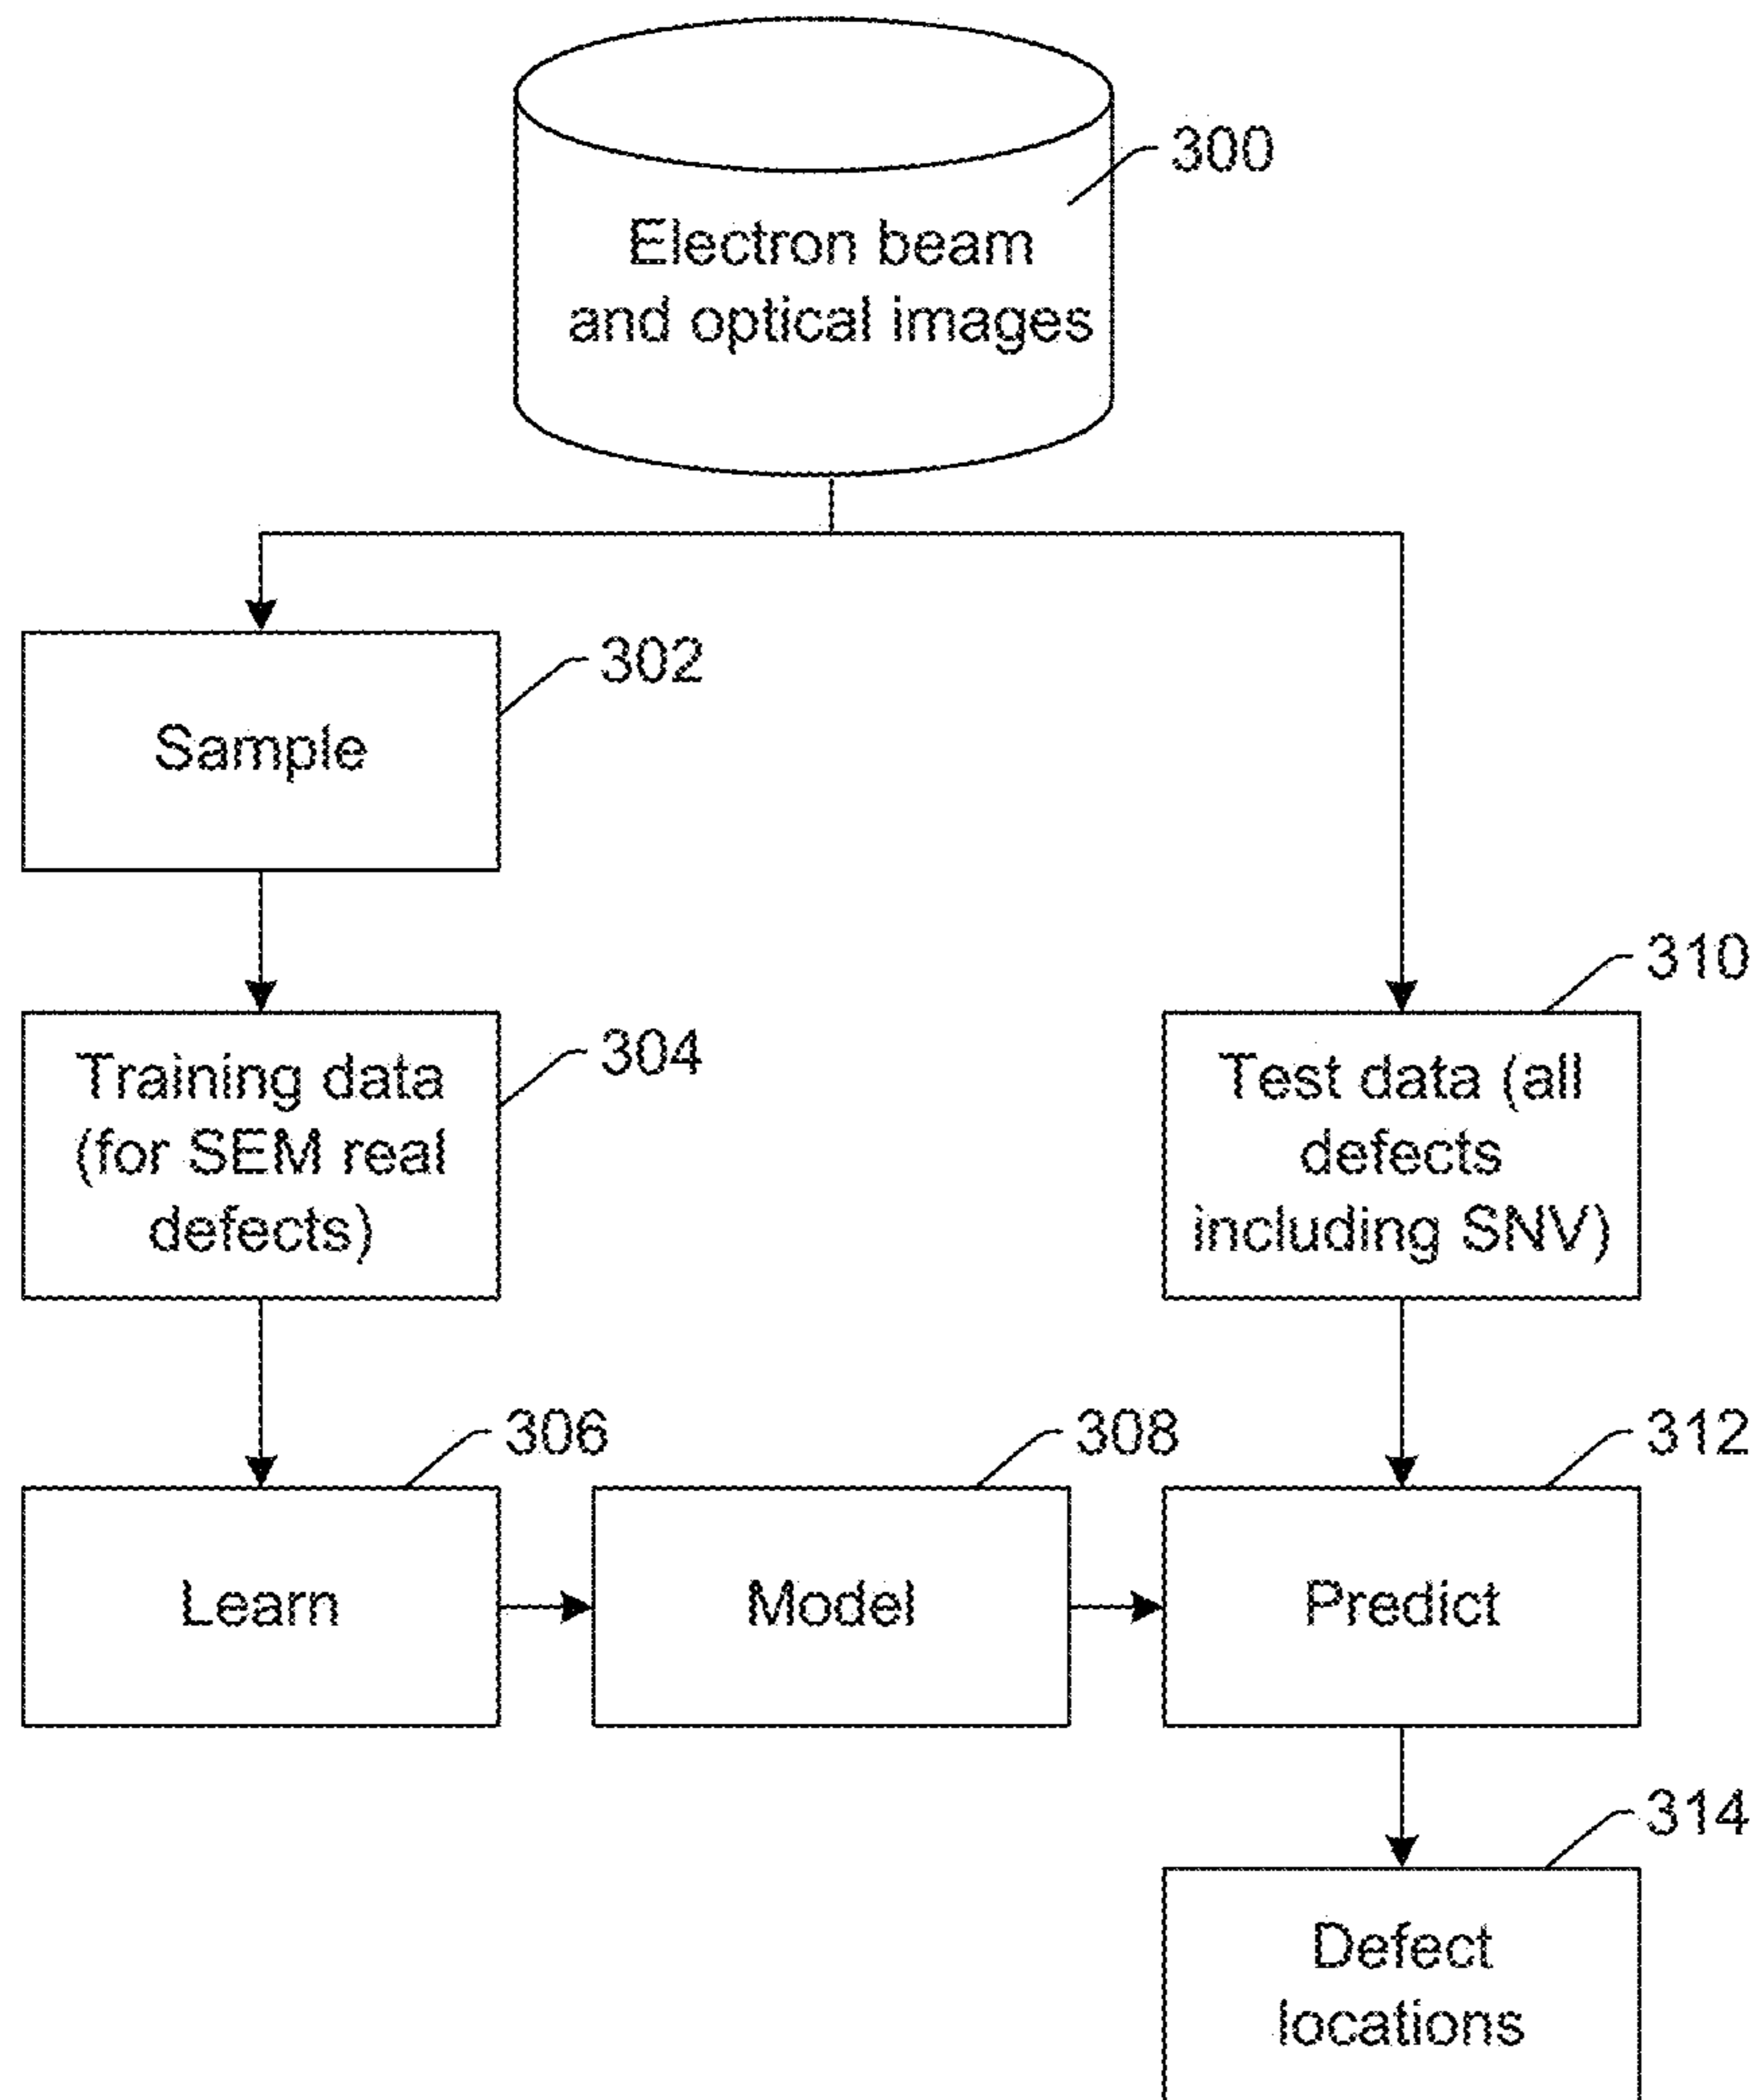 300
Electron beam
and optical images
302
Sample
304
Training data
(for SEM real
defects)
310
Test data (all
defects
including SNV)
306
Learn
308
Model
312
Predict
314
Defect
locations